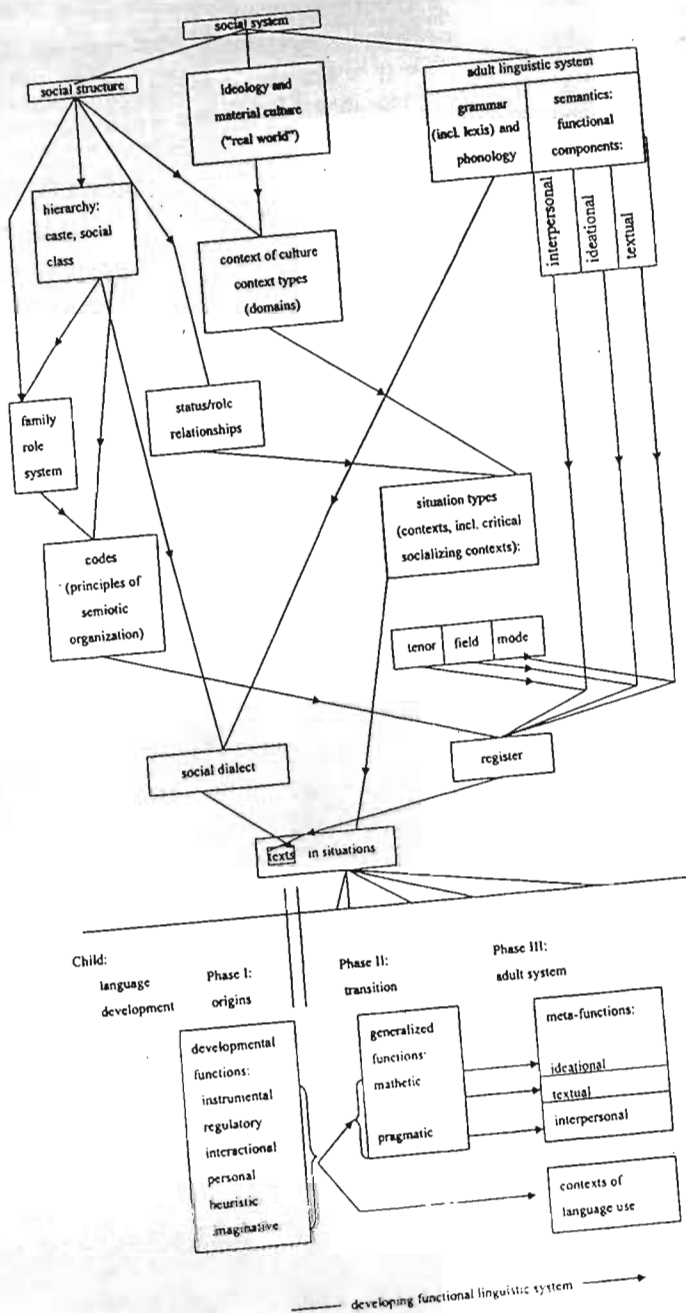 social system
social structure
Ideology and
material culture
("real world")
adult linguistic system
grammar
(incl. lexis) and
phonology
semantics:
functional
components:
interpersonal
ideational
textual
hierarchy:
caste, social
class
context of culture
context types
(domains)
family
role
system
status/role
relationships
situation types
(contexts, incl. critical
socializing contexts):
codes
(principles of
semiotic
organization)
tenor field mode
social dialect
register
texts in situations
Child:
language
development
Phase I:
origins
Phase II:
transition
Phase III:
adult system
developmental
functions:
instrumental
regulatory
interactional
personal
heuristic
imaginative
generalized
functions:
mathetic
pragmatic
meta-functions:
ideational
textual
interpersonal
contexts of
language use
developing functional linguistic system